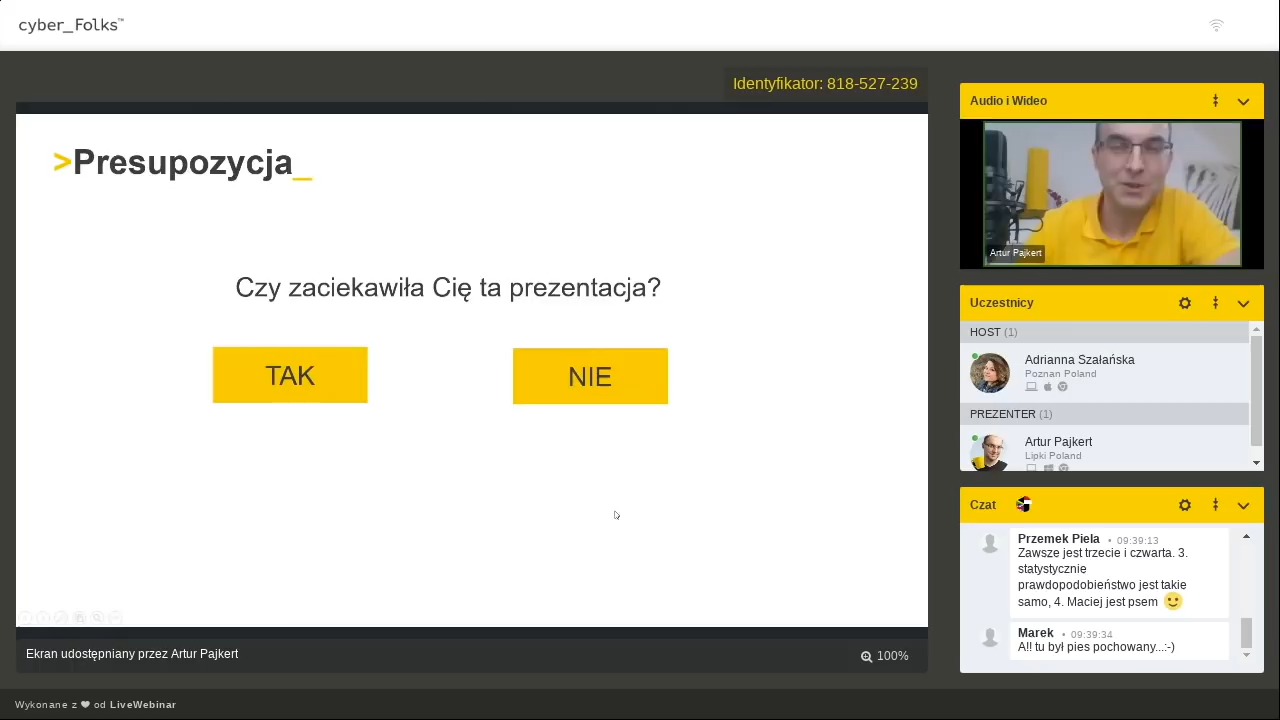 cyber_Folks™
Identyfikator: 818-527-239
>Presupozycja_
Czy zaciekawiła Cię ta prezentacja?
TAK
NIE
Ekran udostępniany przez Artur Pajkert
100%
Audio i Wideo
Artur Pajkert
Uczestnicy
HOST (1)
Adrianna Szałańska
Poznan Poland
PREZENTER (1)
Artur Pajkert
Lipki Poland
Czat
Przemek Piela • 09:39:13
Zawsze jest trzecie i czwarta. 3.
statystycznie
prawdopodobieństwo jest takie
samo, 4. Maciej jest psem 🙂
Marek • 09:39:34
A!! tu był pies pochowany...:-)
Wykonane z ❤ od LiveWebinar